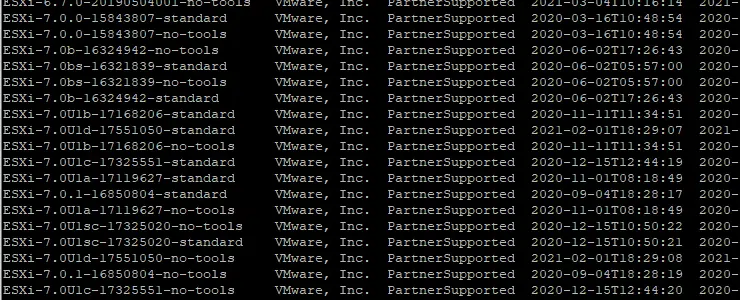 ESXi-6.7.0-20190504001-no-tools VMware, Inc. PartnerSupported 2021-03-04T10:16:14 2021-
ESXi-7.0.0-15843807-standard VMware, Inc. PartnerSupported 2020-03-16T10:48:54 2020-
ESXi-7.0.0-15843807-no-tools VMware, Inc. PartnerSupported 2020-03-16T10:48:54 2020-
ESXi-7.0b-16324942-no-tools VMware, Inc. PartnerSupported 2020-06-02T17:26:43 2020-
ESXi-7.0bs-16321839-standard VMware, Inc. PartnerSupported 2020-06-02T05:57:00 2020-
ESXi-7.0bs-16321839-no-tools VMware, Inc. PartnerSupported 2020-06-02T05:57:00 2020-
ESXi-7.0b-16324942-standard VMware, Inc. PartnerSupported 2020-06-02T17:26:43 2020-
ESXi-7.0U1b-17168206-standard VMware, Inc. PartnerSupported 2020-11-11T11:34:51 2020-
ESXi-7.0U1d-17551050-standard VMware, Inc. PartnerSupported 2021-02-01T18:29:07 2021-
ESXi-7.0U1b-17168206-no-tools VMware, Inc. PartnerSupported 2020-11-11T11:34:51 2020-
ESXi-7.0U1c-17325551-standard VMware, Inc. PartnerSupported 2020-12-15T12:44:19 2020-
ESXi-7.0U1a-17119627-standard VMware, Inc. PartnerSupported 2020-11-01T08:18:49 2020-
ESXi-7.0.1-16850804-standard VMware, Inc. PartnerSupported 2020-09-04T18:28:17 2020-
ESXi-7.0U1a-17119627-no-tools VMware, Inc. PartnerSupported 2020-11-01T08:18:49 2020-
ESXi-7.0U1sc-17325020-no-tools VMware, Inc. PartnerSupported 2020-12-15T10:50:22 2020-
ESXi-7.0U1sc-17325020-standard VMware, Inc. PartnerSupported 2020-12-15T10:50:21 2020-
ESXi-7.0U1d-17551050-no-tools VMware, Inc. PartnerSupported 2021-02-01T18:29:08 2021-
ESXi-7.0.1-16850804-no-tools VMware, Inc. PartnerSupported 2020-09-04T18:28:19 2020-
ESXi-7.0U1c-17325551-no-tools VMware, Inc. PartnerSupported 2020-12-15T12:44:20 2020-